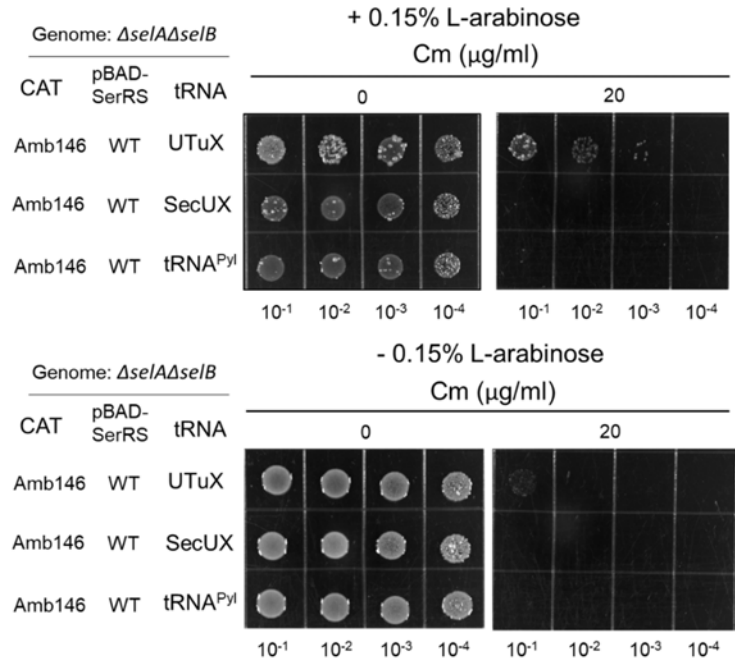 + 0.15% L-arabinose
Genome: ΔselAΔselB
Cm (μg/ml)
CAT pBAD-SerRS tRNA
0 20
Amb146 WT UTuX
Amb146 WT SecUX
Amb146 WT tRNAPyl
10-1 10-2 10-3 10-4 10-1 10-2 10-3 10-4
- 0.15% L-arabinose
Genome: ΔselAΔselB
Cm (μg/ml)
CAT pBAD-SerRS tRNA
0 20
Amb146 WT UTuX
Amb146 WT SecUX
Amb146 WT tRNAPyl
10-1 10-2 10-3 10-4 10-1 10-2 10-3 10-4